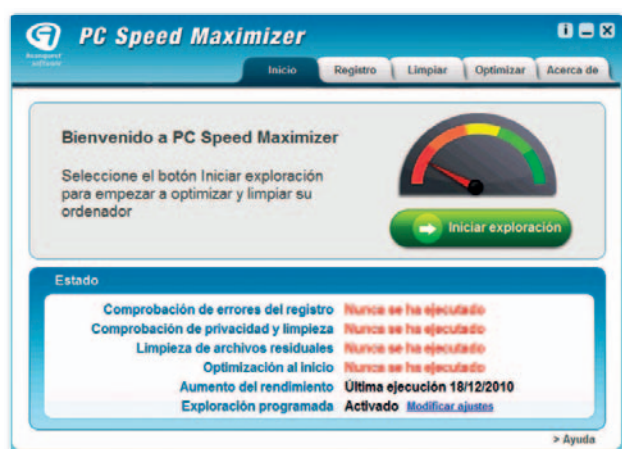 PC Speed Maximizer
software
Inicio Registro Limpiar Optimizar Acerca de
Bienvenido a PC Speed Maximizer
Seleccione el botón Iniciar exploración
para empezar a optimizar y limpiar su
ordenador
Iniciar exploración
Estado
Comprobación de errores del registro Nunca se ha ejecutado
Comprobación de privacidad y limpieza Nunca se ha ejecutado
Limpieza de archivos residuales Nunca se ha ejecutado
Optimización al inicio Nunca se ha ejecutado
Aumento del rendimiento Última ejecución 18/12/2010
Exploración programada Activado Modificar ajustes
> Ayuda